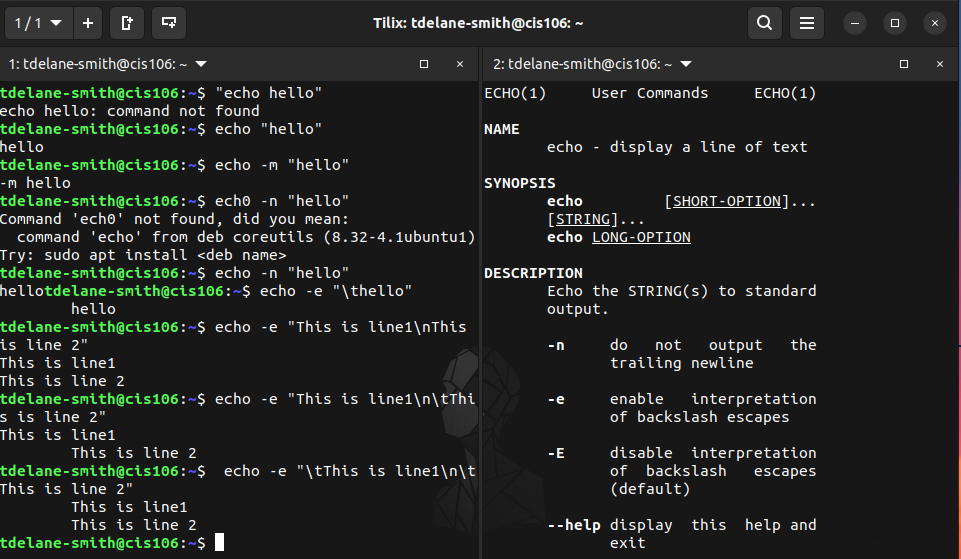 1 / 1
Tilix: tdelane-smith@cis106: ~
1: tdelane-smith@cis106: ~
tdelane-smith@cis106:~$ "echo hello"
echo hello: command not found
tdelane-smith@cis106:~$ echo "hello"
hello
tdelane-smith@cis106:~$ echo -m "hello"
-m hello
tdelane-smith@cis106:~$ ech0 -n "hello"
Command 'ech0' not found, did you mean:
  command 'echo' from deb coreutils (8.32-4.1ubuntu1)
Try: sudo apt install <deb name>
tdelane-smith@cis106:~$ echo -n "hello"
hellotdelane-smith@cis106:~$ echo -e "\thello"
        hello
tdelane-smith@cis106:~$ echo -e "This is line1\nThis
is line 2"
This is line1
This is line 2
tdelane-smith@cis106:~$ echo -e "This is line1\n\tThi
s is line 2"
This is line1
        This is line 2
tdelane-smith@cis106:~$  echo -e "\tThis is line1\n\t
This is line 2"
        This is line1
        This is line 2
tdelane-smith@cis106:~$
2: tdelane-smith@cis106: ~
ECHO(1)     User Commands     ECHO(1)
NAME
       echo - display a line of text
SYNOPSIS
       echo         [SHORT-OPTION]...
       [STRING]...
       echo LONG-OPTION
DESCRIPTION
       Echo the STRING(s) to standard
       output.
       -n     do   not   output   the
              trailing newline
       -e     enable  interpretation
              of backslash escapes
       -E     disable interpretation
              of  backslash  escapes
              (default)
       --help display  this  help and
              exit